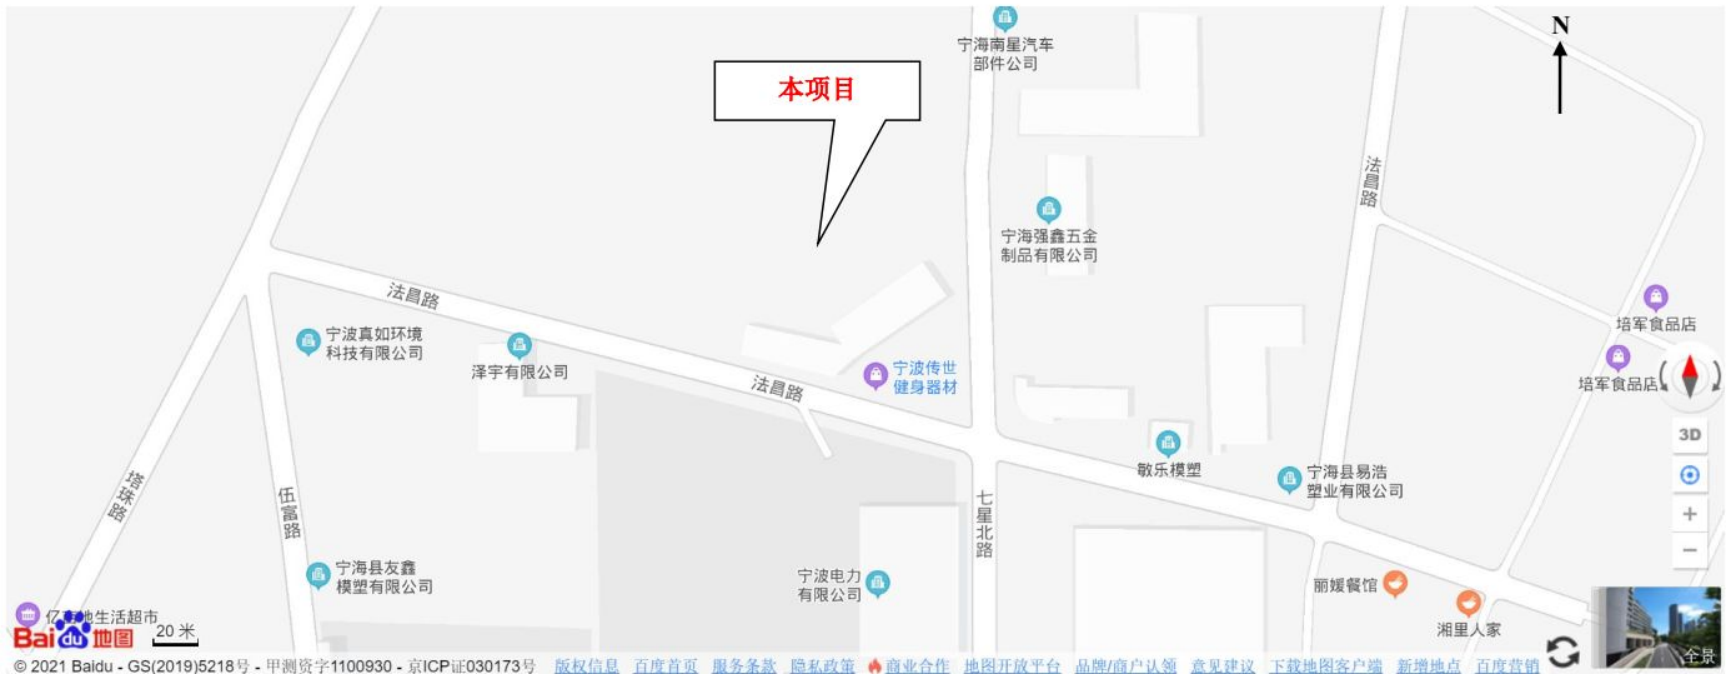 宁海南星汽车
部件公司
N
本项目
法昌路
宁海强鑫五金
制品有限公司
法昌路
宁波真如环境
科技有限公司
泽宇有限公司
法昌路
宁波传世
健身器材
培军食品店
培军食品店
3D
敏乐模塑
宁海县易浩
塑业有限公司
塔珠路
伍富路
七星北路
宁海县友鑫
模塑有限公司
宁波电力
有限公司
丽媛餐馆
湘里人家
生活超市
Bai du 地图
20 米
全景
© 2021 Baidu - GS(2019)5218号 - 甲测资字1100930 - 京ICP证030173号 版权信息 百度首页 服务条款 隐私政策 商业合作 地图开放平台 品牌/商户认领 意见建议 下载地图客户端 新增地点 百度营销